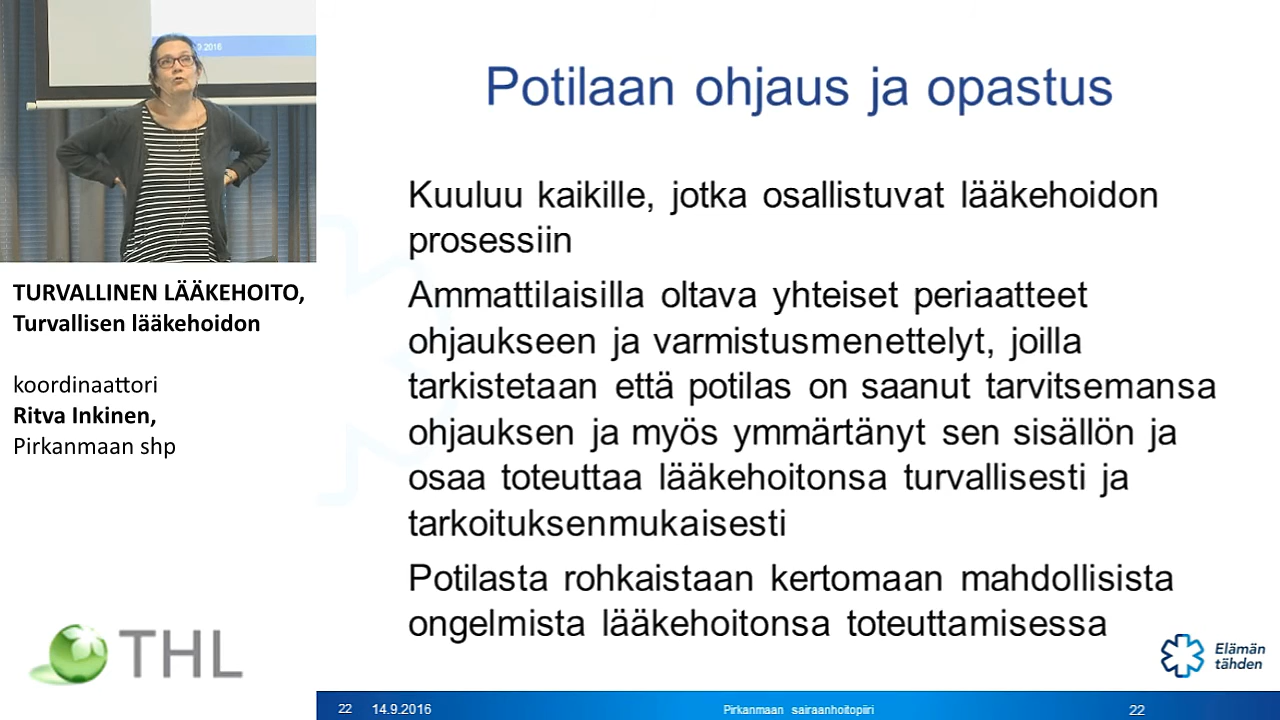 9.2016
TURVALLINEN LÄÄKEHOITO,
Turvallisen lääkehoidon
koordinaattori
Ritva Inkinen,
Pirkanmaan shp
THL
Potilaan ohjaus ja opastus
Kuuluu kaikille, jotka osallistuvat lääkehoidon
prosessiin
Ammattilaisilla oltava yhteiset periaatteet
ohjaukseen ja varmistusmenettelyt, joilla
tarkistetaan että potilas on saanut tarvitsemansa
ohjauksen ja myös ymmärtänyt sen sisällön ja
osaa toteuttaa lääkehoitonsa turvallisesti ja
tarkoituksenmukaisesti
Potilasta rohkaistaan kertomaan mahdollisista
ongelmista lääkehoitonsa toteuttamisessa
Elämän
tähden
22 14.9.2016 Pirkanmaan sairaanhoitopiiri 22